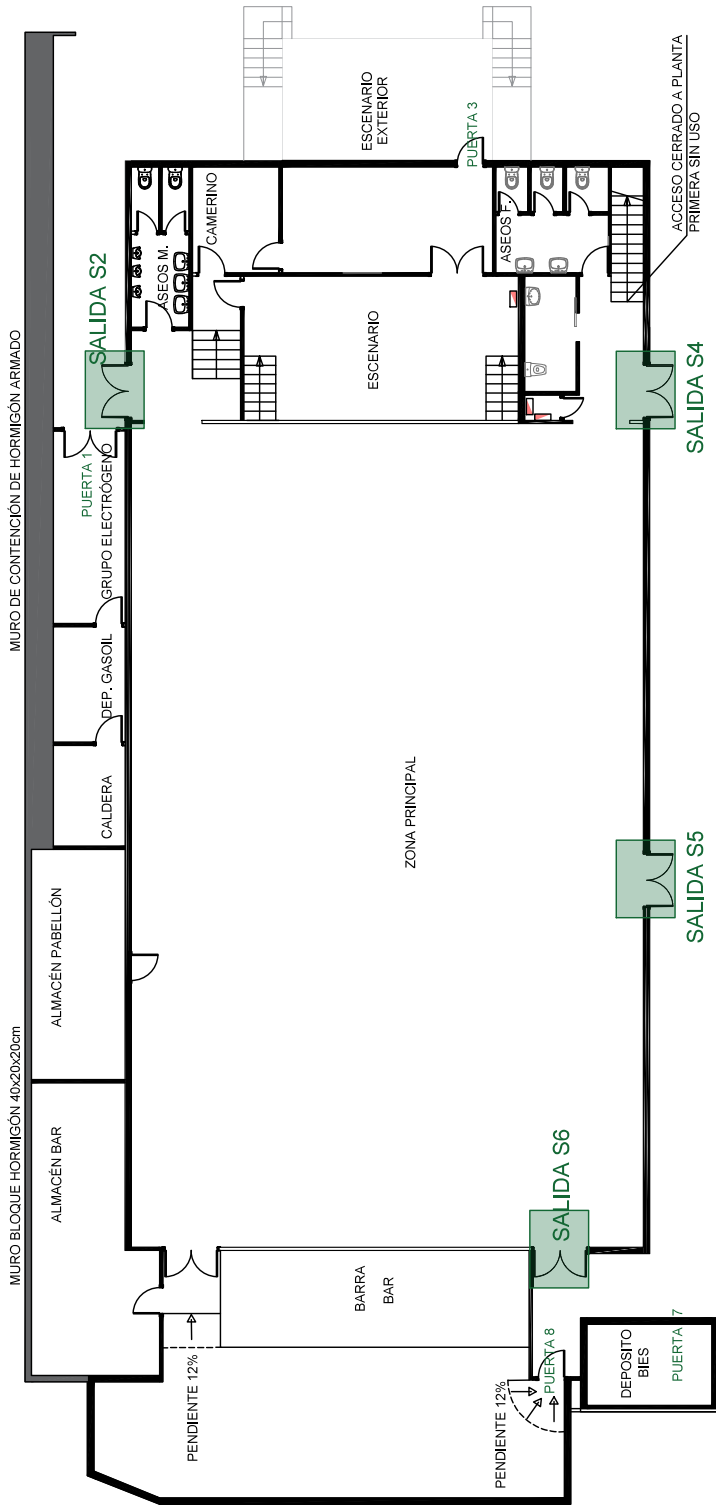 MURO DE CONTENCIÓN DE HORMIGÓN ARMADO
MURO BLOQUE HORMIGÓN 40x20x20cm
ESCENARIO
EXTERIOR
PUERTA 3
ACCESO CERRADO A PLANTA
PRIMERA SIN USO
CAMERINO
ASEOS M.
ASEOS F.
SALIDA S2
ESCENARIO
SALIDA S4
PUERTA 1
GRUPO ELECTRÓGENO
DEP. GASOIL
CALDERA
ZONA PRINCIPAL
ALMACÉN PABELLÓN
SALIDA S5
ALMACÉN BAR
SALIDA S6
BARRA
BAR
PENDIENTE 12%
PENDIENTE 12%
PUERTA 8
DEPOSITO
BIES
PUERTA 7